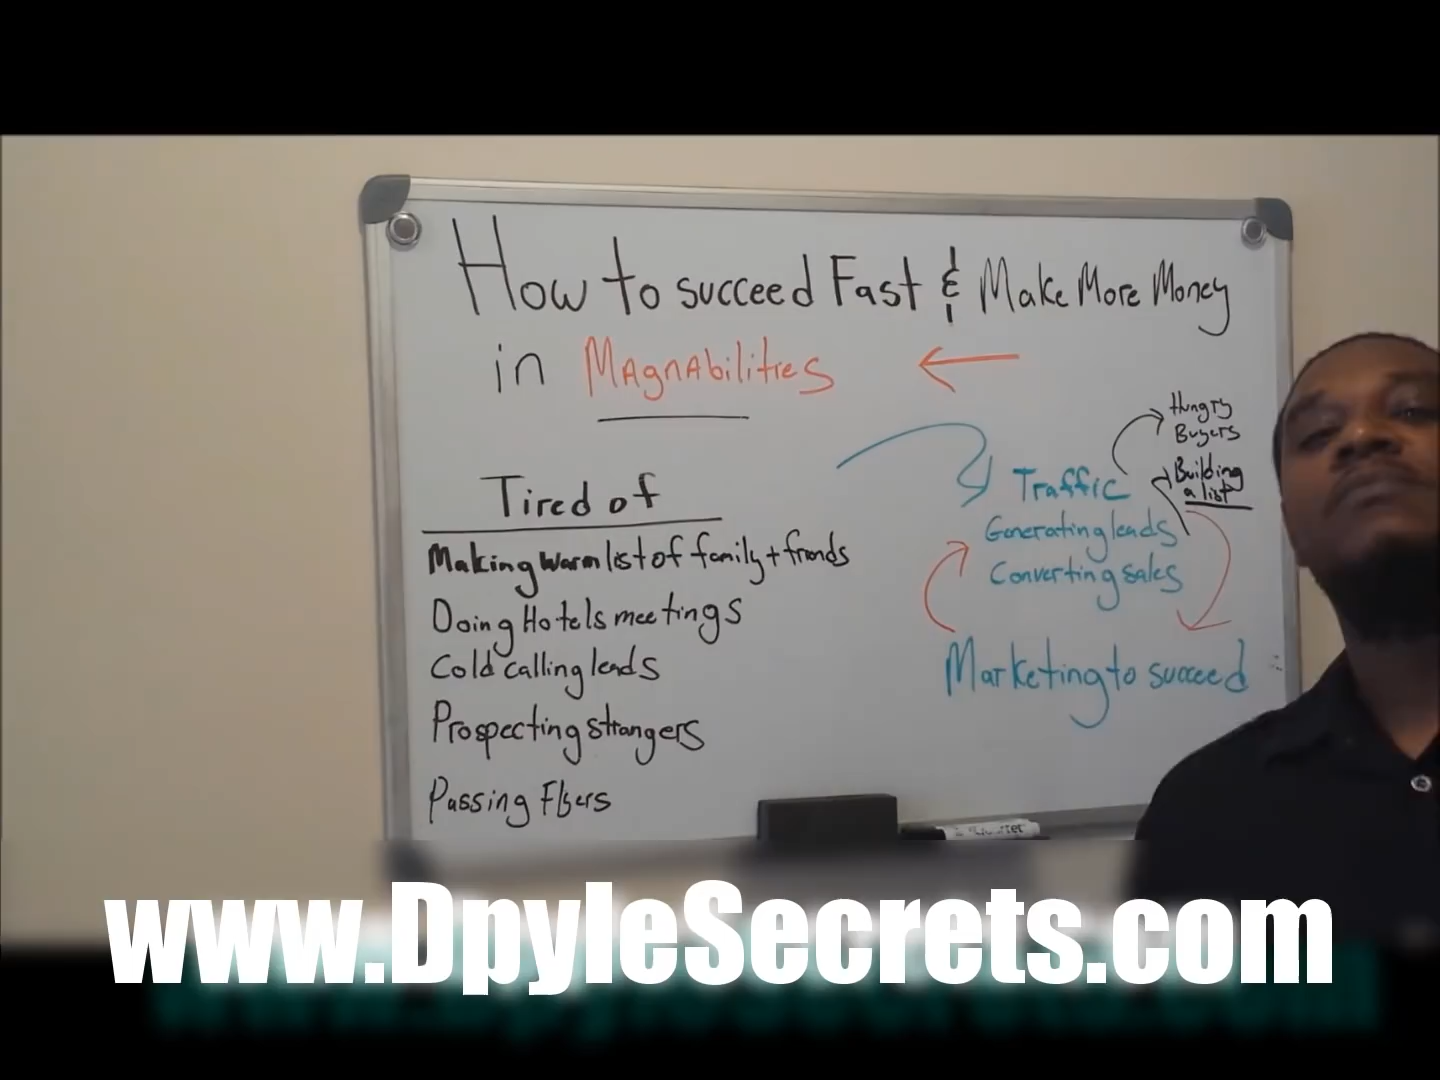 How to succeed Fast & Make More Money
in Magnabilities
Tired of
Making warm list of family + friends
Doing Hotels meetings
Cold calling leads
Prospecting strangers
Passing Flyers
Hungry
Buyers
Building
a list
Traffic
Generating leads
Converting sales
Marketing to succeed
www.DpyleSecrets.com